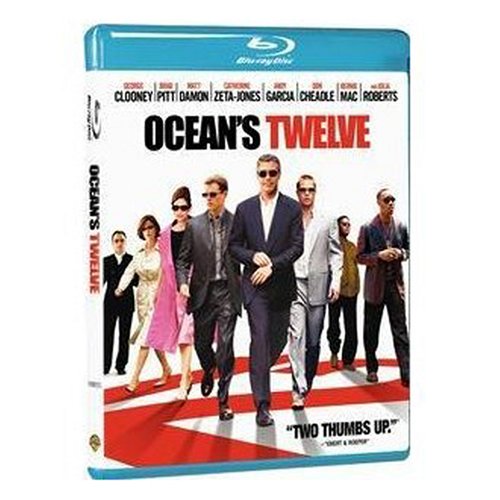 Blu-ray Disc
GEORGE CLOONEY BRAD PITT MATT DAMON CATHERINE ZETA-JONES ANDY GARCIA DON CHEADLE BERNIE MAC AND JULIA ROBERTS
OCEAN'S TWELVE
OCEAN'S TWELVE
"TWO THUMBS UP."
-EBERT & ROEPER